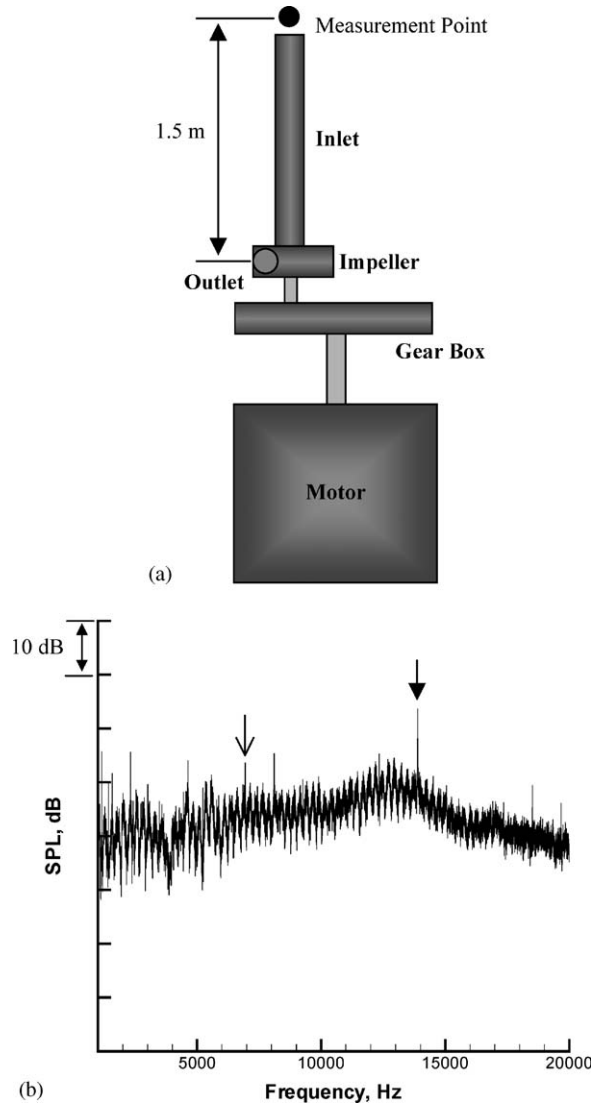 Measurement Point
1.5 m
Inlet
Impeller
Outlet
Gear Box
Motor
(a)
10 dB
SPL, dB
5000 10000 15000 20000
Frequency, Hz
(b)